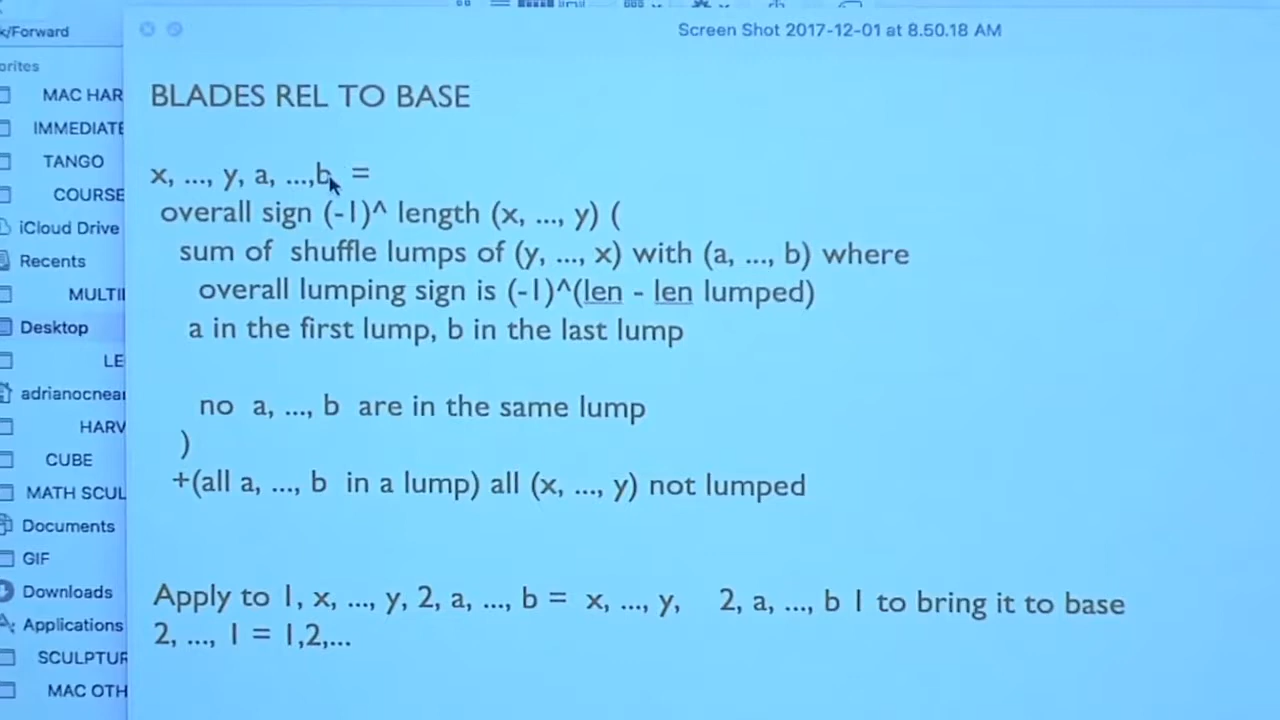 k/Forward
Screen Shot 2017-12-01 at 8.50.18 AM
orites
MAC HAR
IMMEDIATE
TANGO
COURSE
iCloud Drive
Recents
MULTI
Desktop
LE
adrianocnea
HARV
CUBE
MATH SCUL
Documents
GIF
Downloads
Applications
SCULPTUR
MAC OTH
BLADES REL TO BASE
x, ..., y, a, ...,b =
overall sign (-1)^ length (x, ..., y) (
sum of shuffle lumps of (y, ..., x) with (a, ..., b) where
overall lumping sign is (-1)^(len - len lumped)
a in the first lump, b in the last lump
no a, ..., b are in the same lump
)
+(all a, ..., b in a lump) all (x, ..., y) not lumped
Apply to 1, x, ..., y, 2, a, ..., b = x, ..., y, 2, a, ..., b 1 to bring it to base
2, ..., 1 = 1,2,...